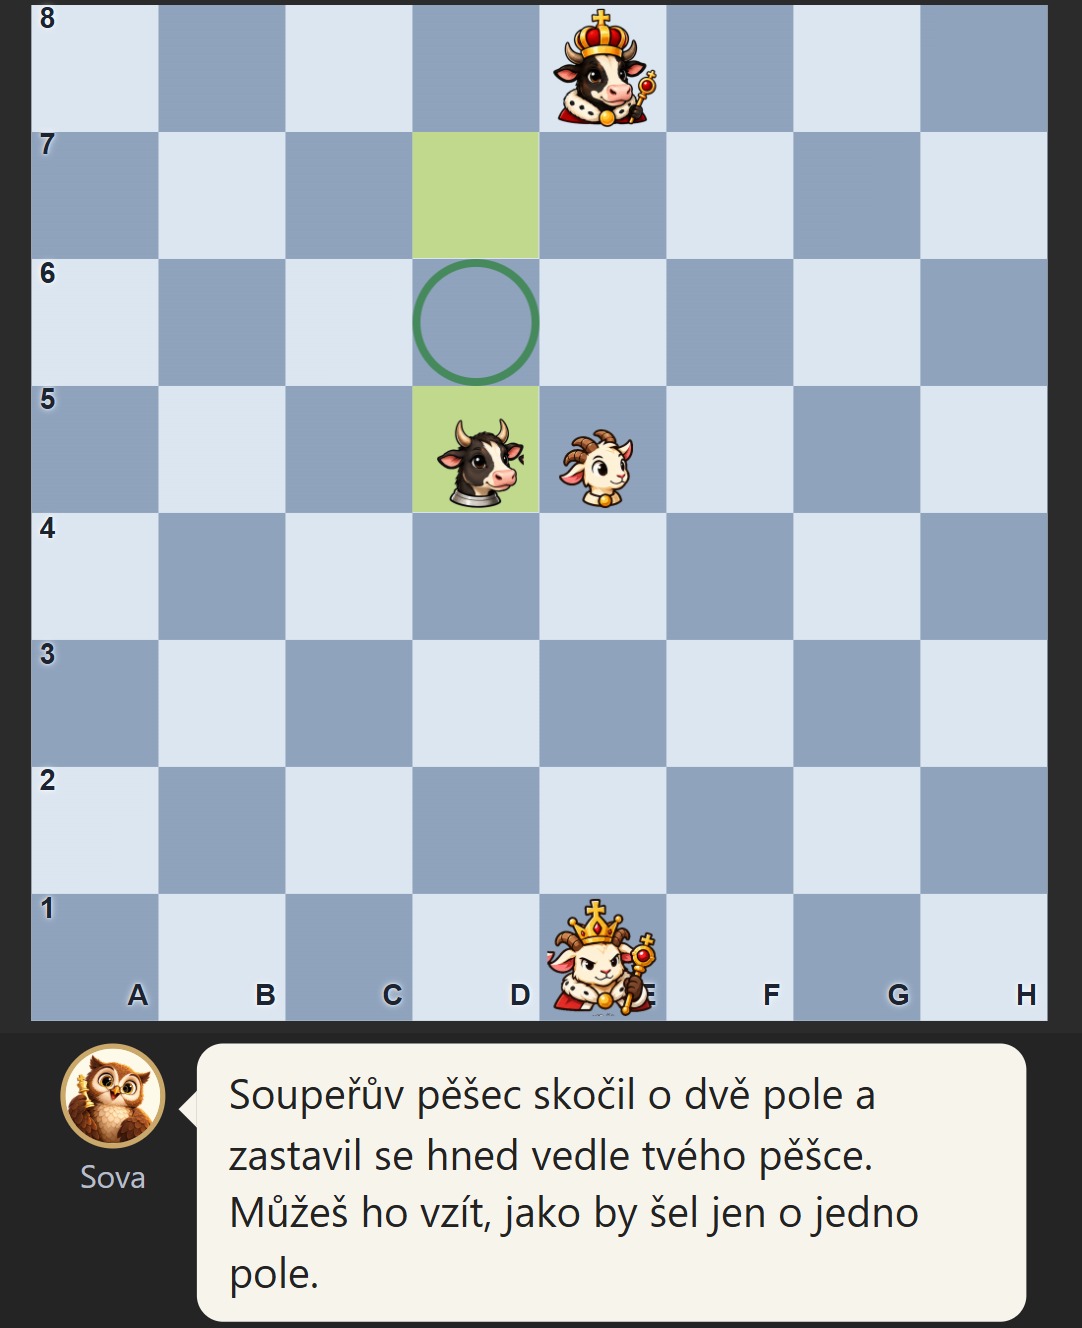 8
7
6
5
4
3
2
1
A B C D E F G H
Soupeřův pěšec skočil o dvě pole a
zastavil se hned vedle tvého pěšce.
Můžeš ho vzít, jako by šel jen o jedno
pole.
Sova